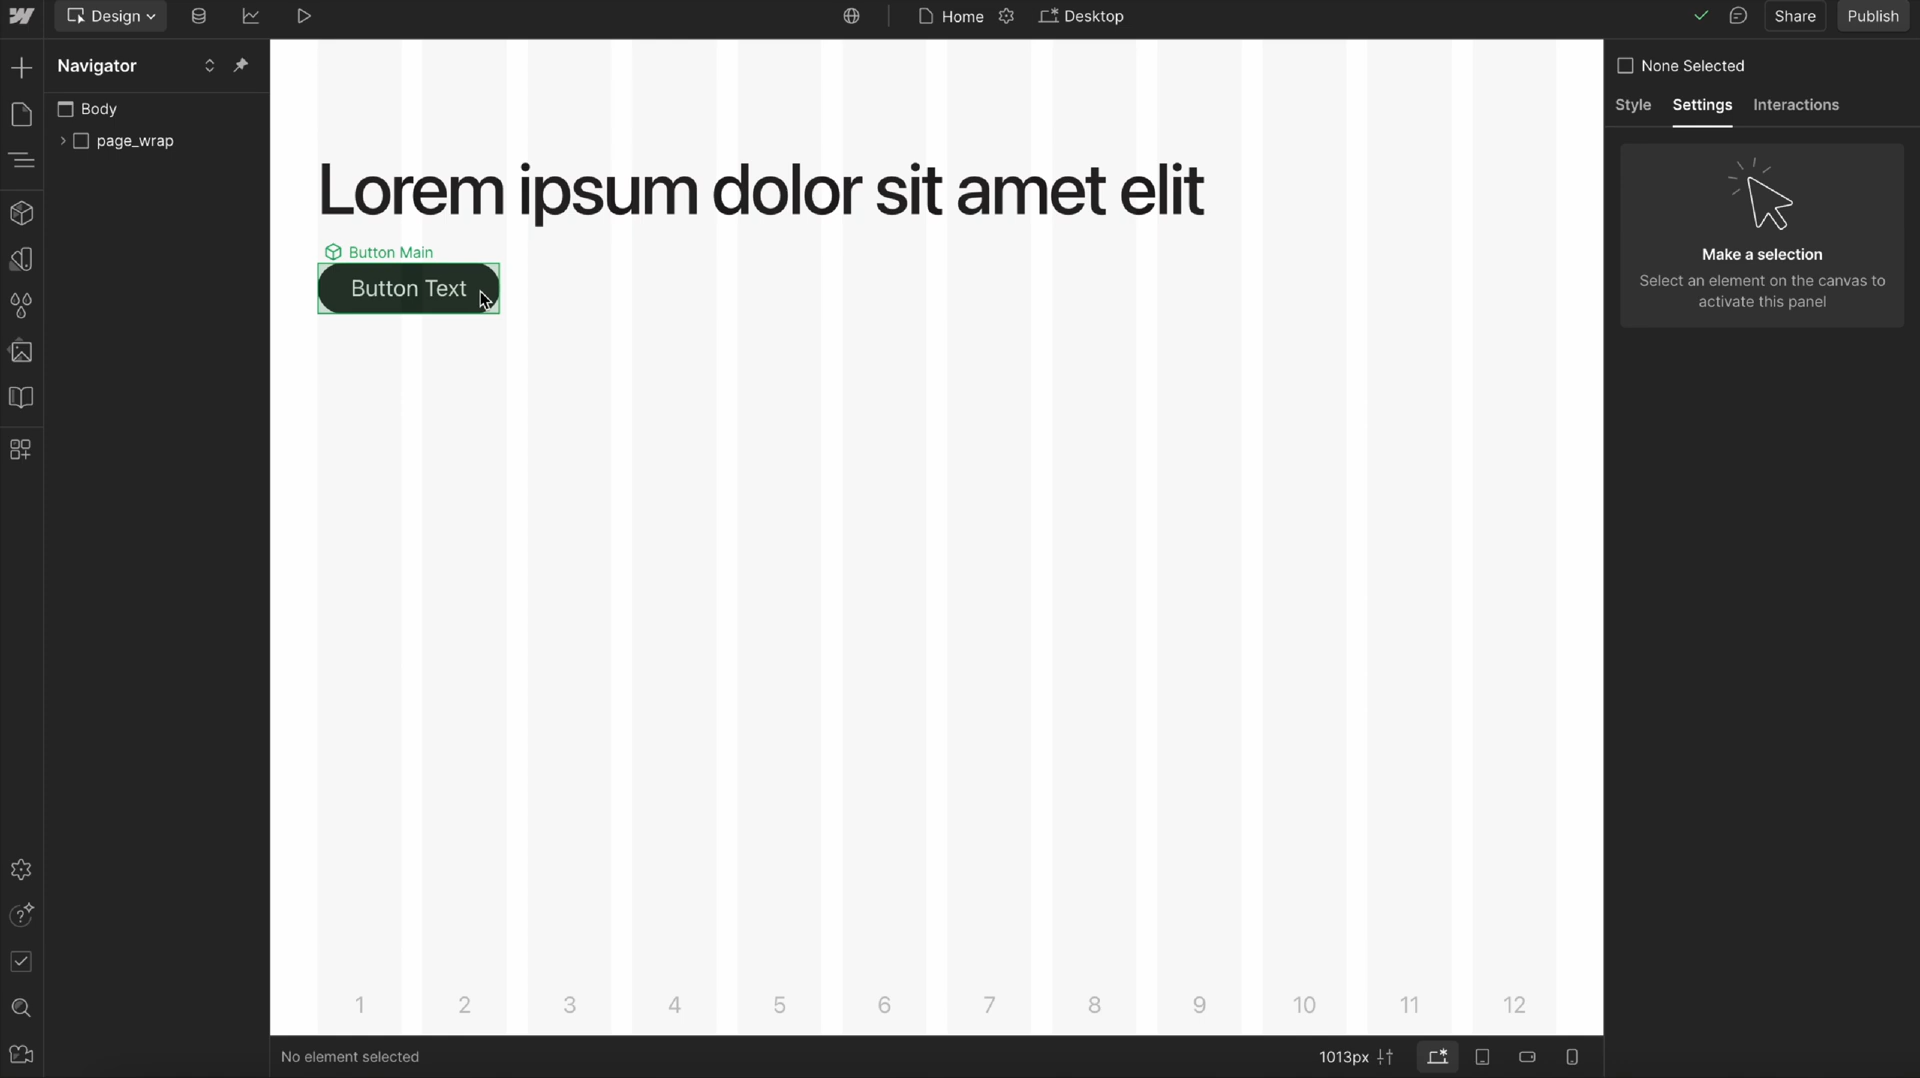 Design
Home
Desktop
Share
Publish
Navigator
Body
page_wrap
Lorem ipsum dolor sit amet elit
Button Main
Button Text
1 2 3 4 5 6 7 8 9 10 11 12
No element selected
1013px
None Selected
Style Settings Interactions
Make a selection
Select an element on the canvas to
activate this panel